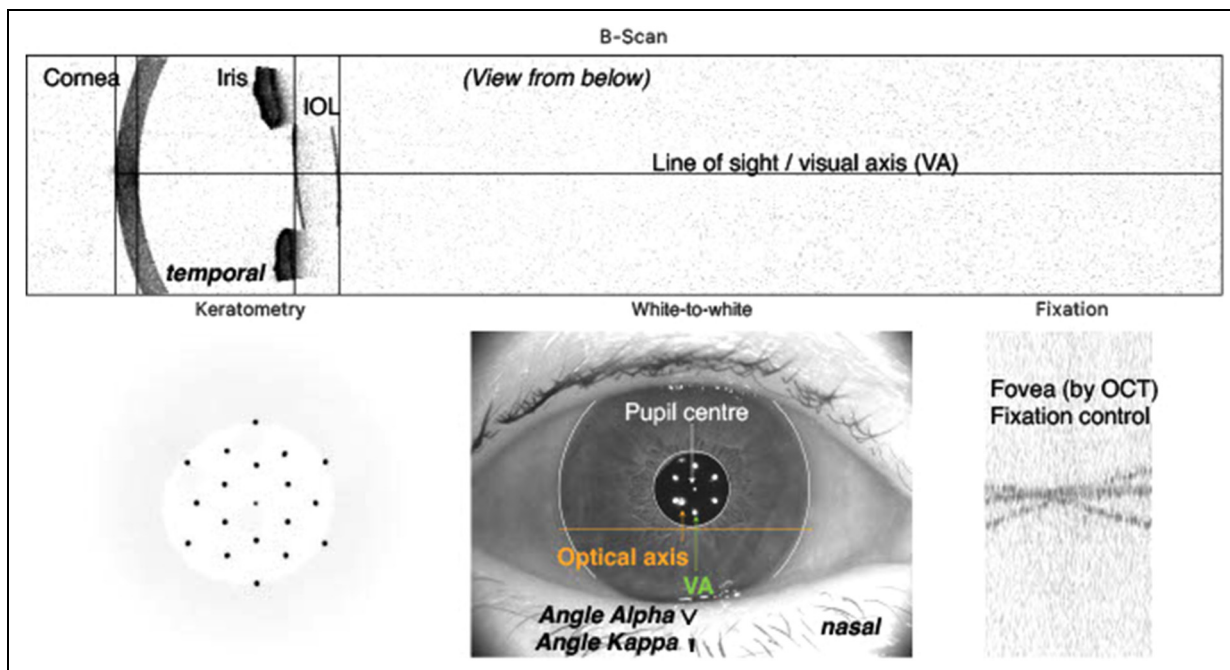 B-Scan
Cornea
Iris
(View from below)
IOL
Line of sight / visual axis (VA)
temporal
Keratometry
White-to-white
Fixation
Pupil centre
Fovea (by OCT)
Fixation control
Optical axis
VA
Angle Alpha
Angle Kappa
nasal